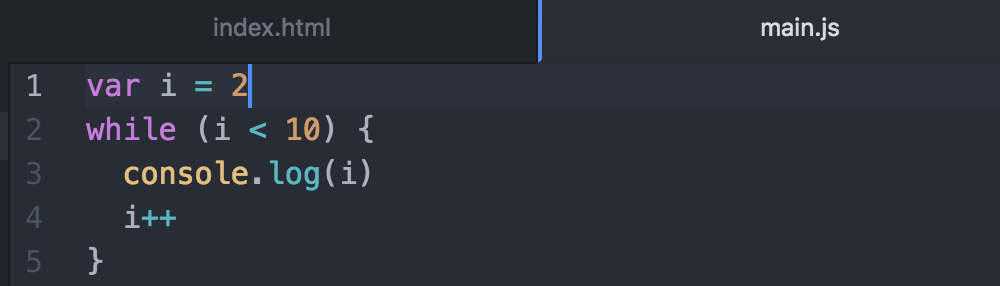 index.html main.js
1 var i = 2
2 while (i < 10) {
3   console.log(i)
4   i++
5 }